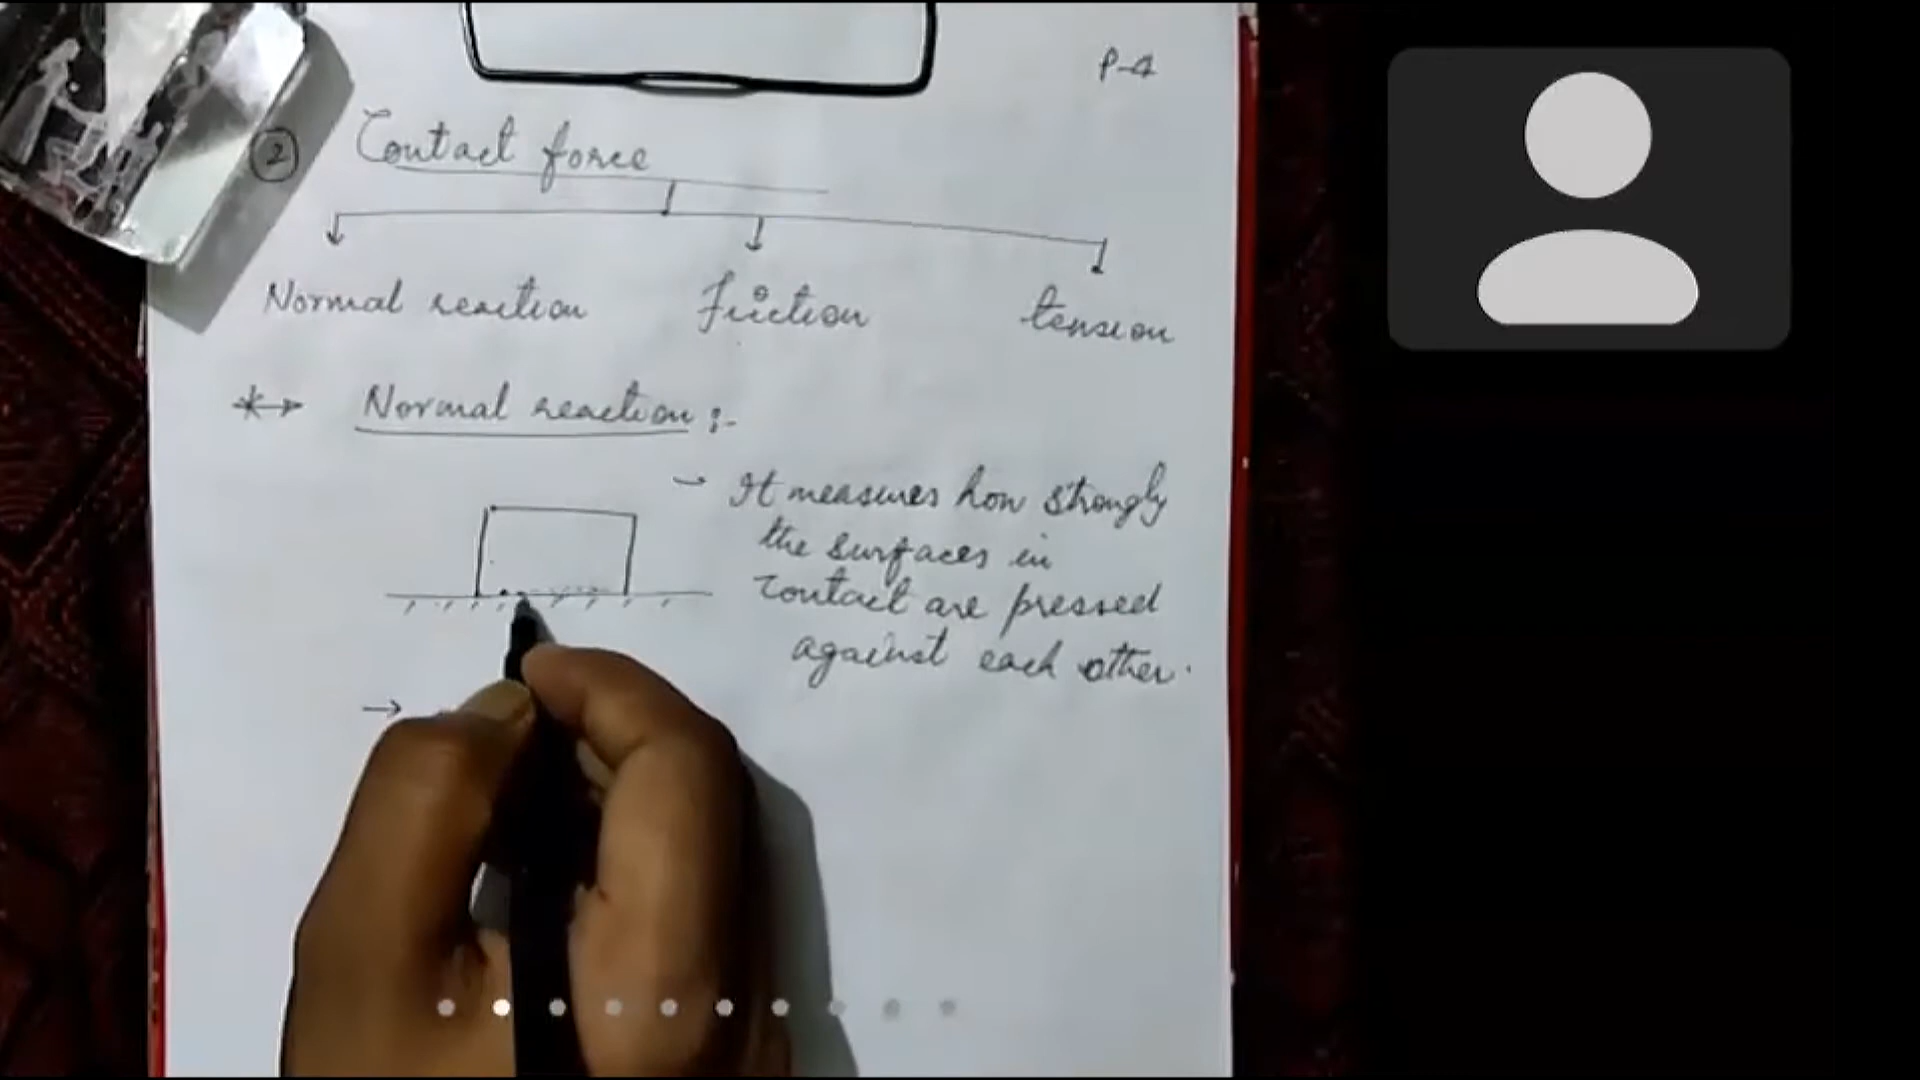 P-4
② Contact force
Normal reaction friction tension
Normal reaction :-
→ It measures how strongly
the surfaces in
contact are pressed
against each other.
→